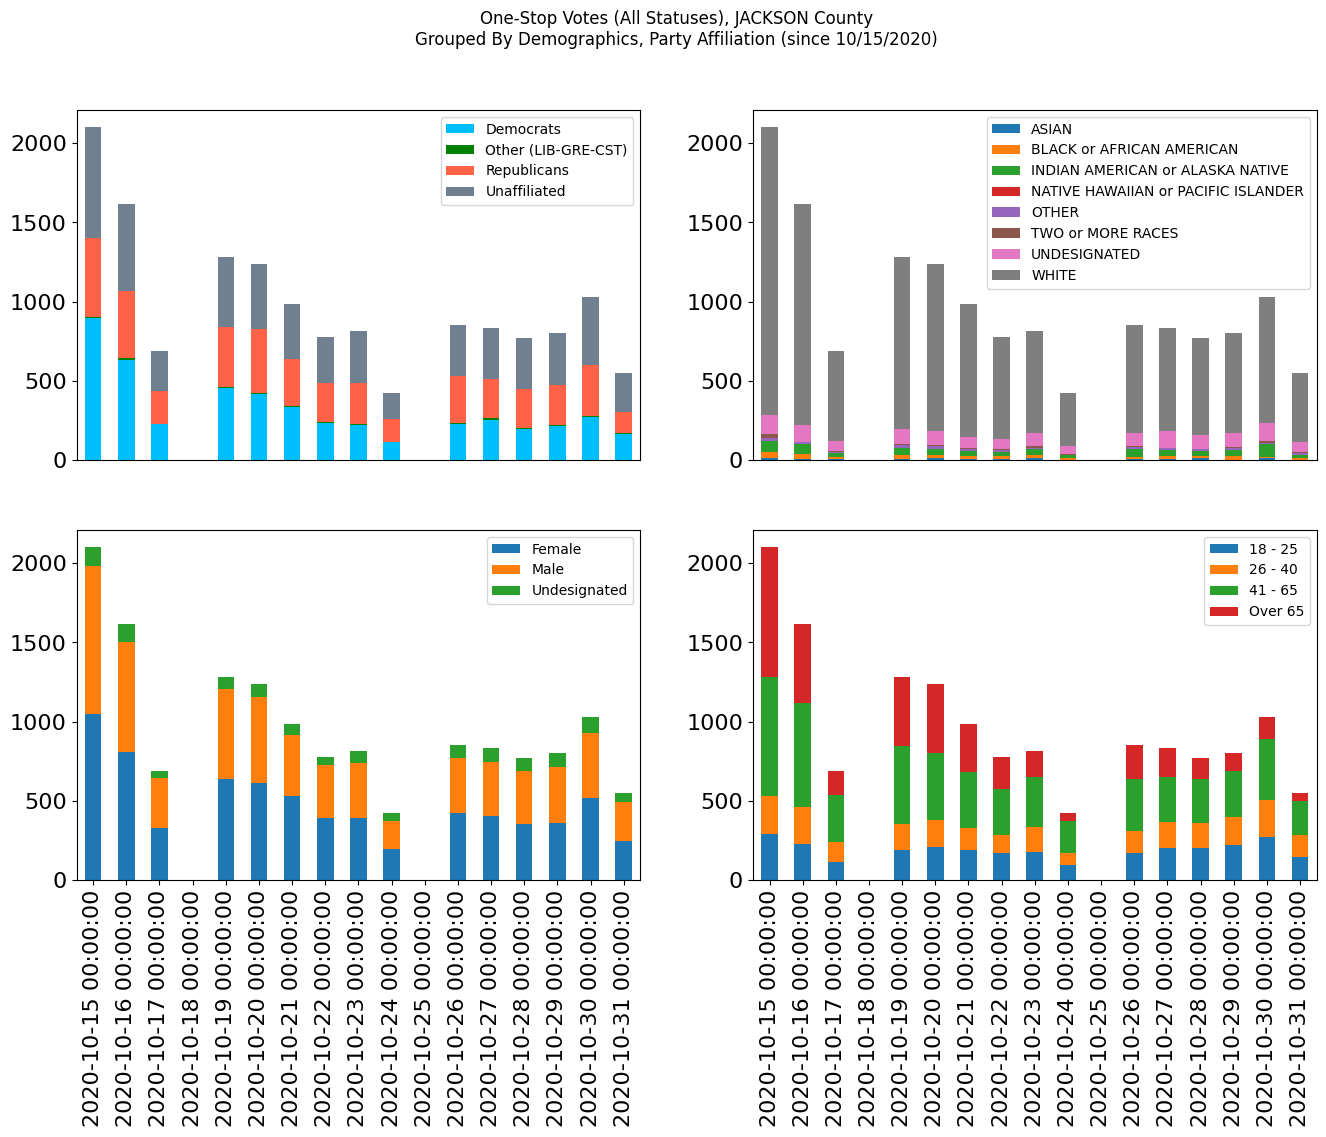 One-Stop Votes (All Statuses), JACKSON County
Grouped By Demographics, Party Affiliation (since 10/15/2020)
2000
1500
1000
500
0
Democrats
Other (LIB-GRE-CST)
Republicans
Unaffiliated
2000
1500
1000
500
0
ASIAN
BLACK or AFRICAN AMERICAN
INDIAN AMERICAN or ALASKA NATIVE
NATIVE HAWAIIAN or PACIFIC ISLANDER
OTHER
TWO or MORE RACES
UNDESIGNATED
WHITE
2000
1500
1000
500
0
Female
Male
Undesignated
2020-10-15 00:00:00
2020-10-16 00:00:00
2020-10-17 00:00:00
2020-10-18 00:00:00
2020-10-19 00:00:00
2020-10-20 00:00:00
2020-10-21 00:00:00
2020-10-22 00:00:00
2020-10-23 00:00:00
2020-10-24 00:00:00
2020-10-25 00:00:00
2020-10-26 00:00:00
2020-10-27 00:00:00
2020-10-28 00:00:00
2020-10-29 00:00:00
2020-10-30 00:00:00
2020-10-31 00:00:00
2000
1500
1000
500
0
18 - 25
26 - 40
41 - 65
Over 65
2020-10-15 00:00:00
2020-10-16 00:00:00
2020-10-17 00:00:00
2020-10-18 00:00:00
2020-10-19 00:00:00
2020-10-20 00:00:00
2020-10-21 00:00:00
2020-10-22 00:00:00
2020-10-23 00:00:00
2020-10-24 00:00:00
2020-10-25 00:00:00
2020-10-26 00:00:00
2020-10-27 00:00:00
2020-10-28 00:00:00
2020-10-29 00:00:00
2020-10-30 00:00:00
2020-10-31 00:00:00